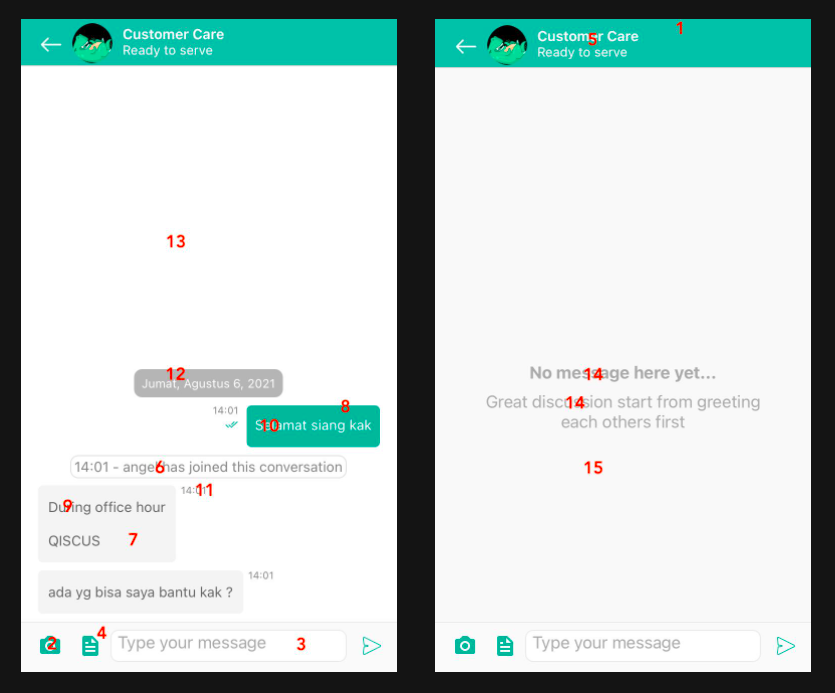 Customer Care
Ready to serve
13
12
Jumat, Agustus 6, 2021
14:01
8
Selamat siang kak
10
14:01 - angel has joined this conversation
6
14:01
11
During office hour
9
QISCUS
7
14:01
ada yg bisa saya bantu kak ?
4
2
Type your message
3
1
Customer Care
5
Ready to serve
No message here yet...
14
Great discussion start from greeting
14
each others first
15
Type your message